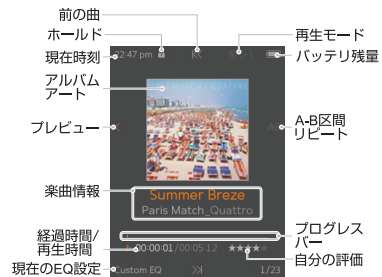 前の曲
ホールド
再生モード
現在時刻
22:47 pm
バッテリ残量
アルバム
アート
プレビュー
A-B区間
リピート
楽曲情報
Summer Breze
Paris Match_Quattro
経過時間/
再生時間
プログレス
バー
00:00:01/00:05:12
自分の評価
現在のEQ設定
Custom EQ
1/23